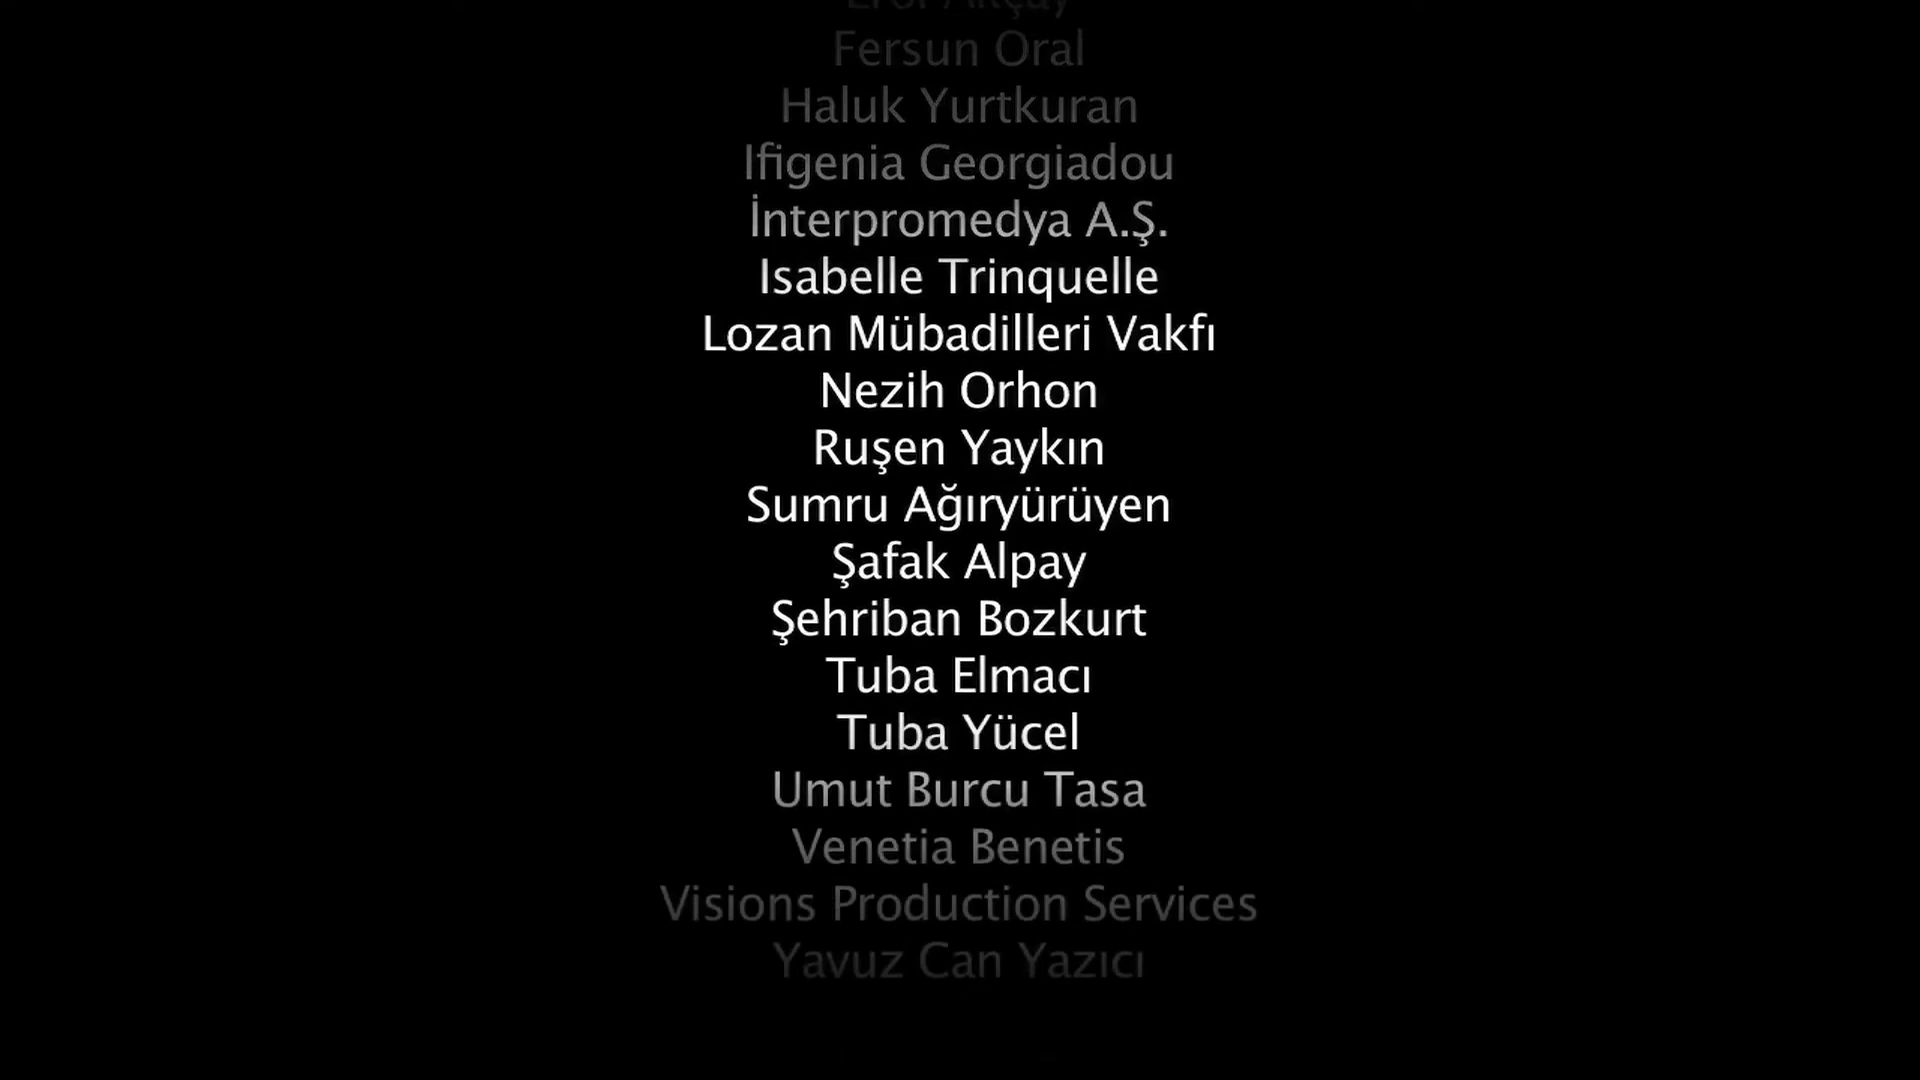 Fersun Oral
Haluk Yurtkuran
Ifigenia Georgiadou
İnterpromedya A.Ş.
Isabelle Trinquelle
Lozan Mübadilleri Vakfı
Nezih Orhon
Ruşen Yaykın
Sumru Ağıryürüyen
Şafak Alpay
Şehriban Bozkurt
Tuba Elmacı
Tuba Yücel
Umut Burcu Tasa
Venetia Benetis
Visions Production Services
Yavuz Can Yazıcı